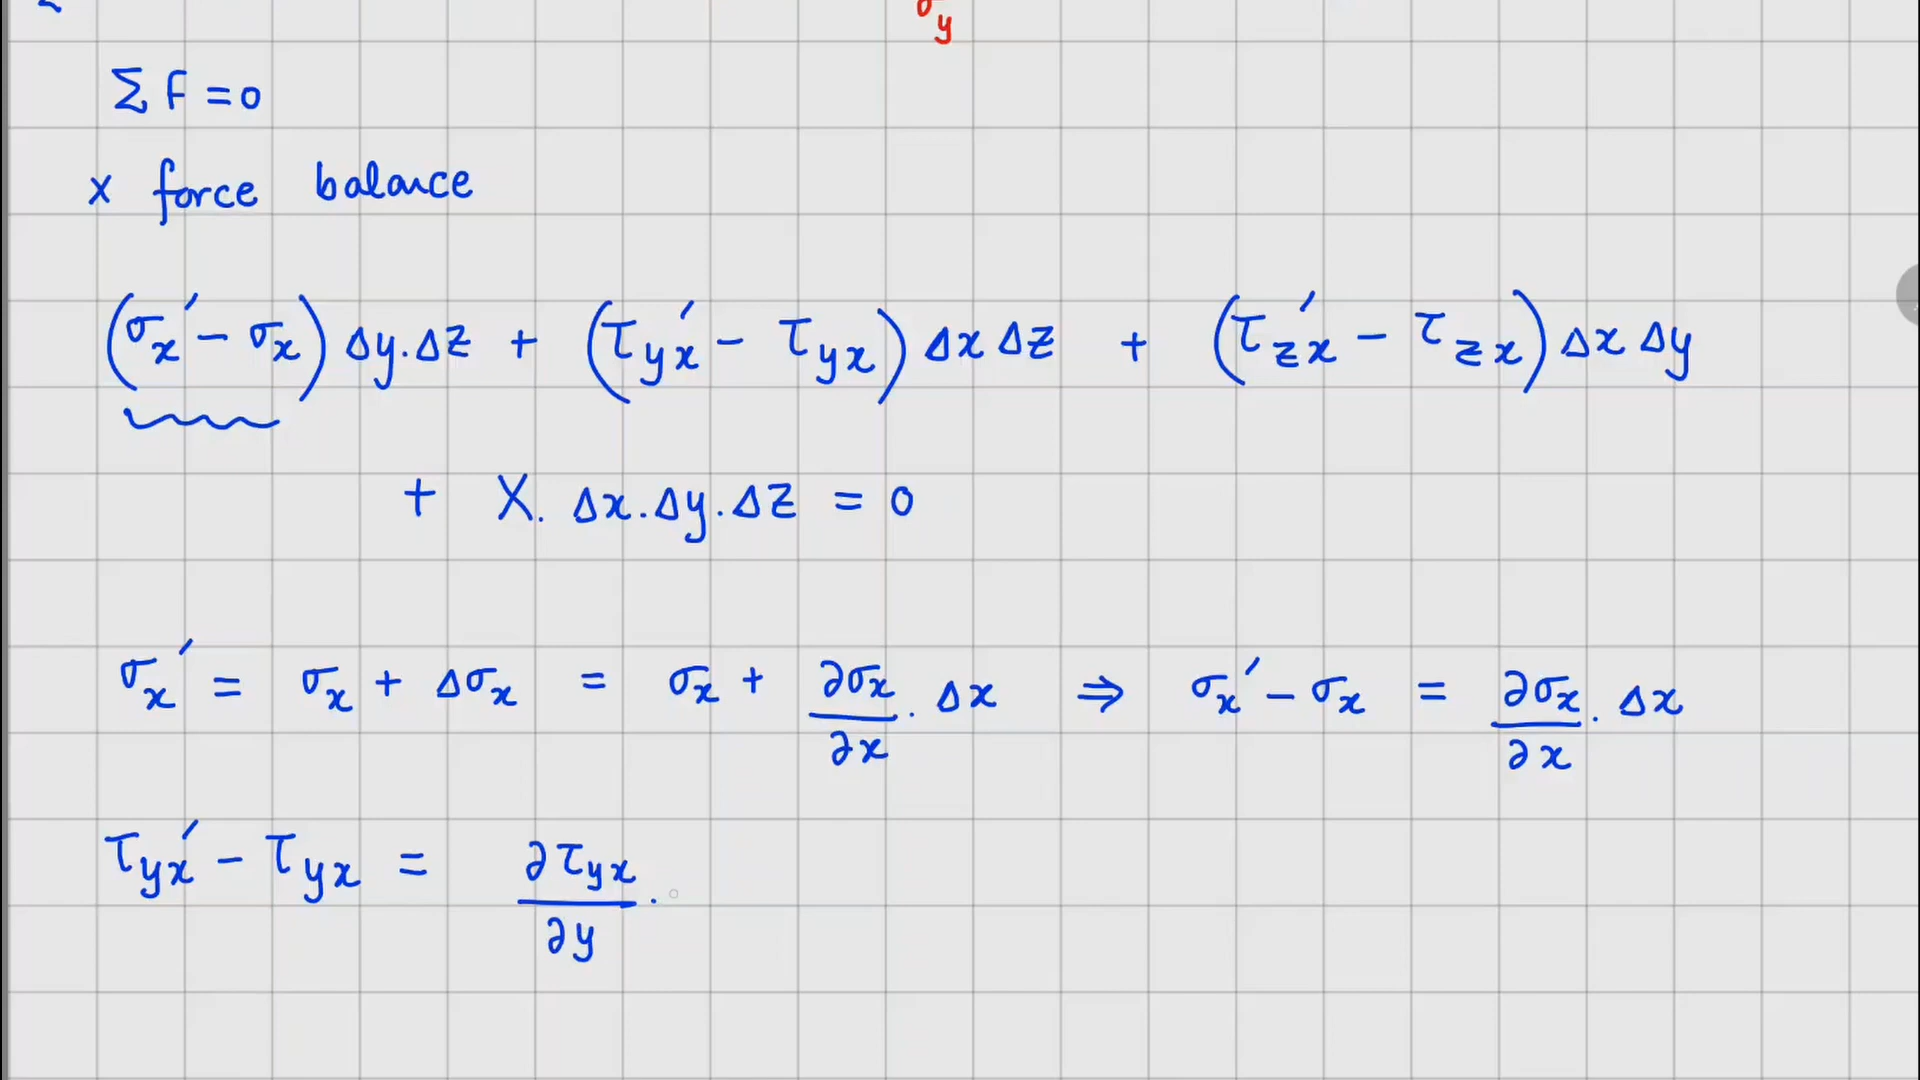 σy
Σ F = 0
x force balance
(σx′ − σx) Δy.Δz + (τyx′ − τyx) Δx Δz + (τzx′ − τzx) Δx Δy
+ X. Δx.Δy.Δz = 0
σx′ = σx + Δσx = σx + ∂σx/∂x . Δx ⇒ σx′ − σx = ∂σx/∂x . Δx
τyx′ − τyx = ∂τyx/∂y .